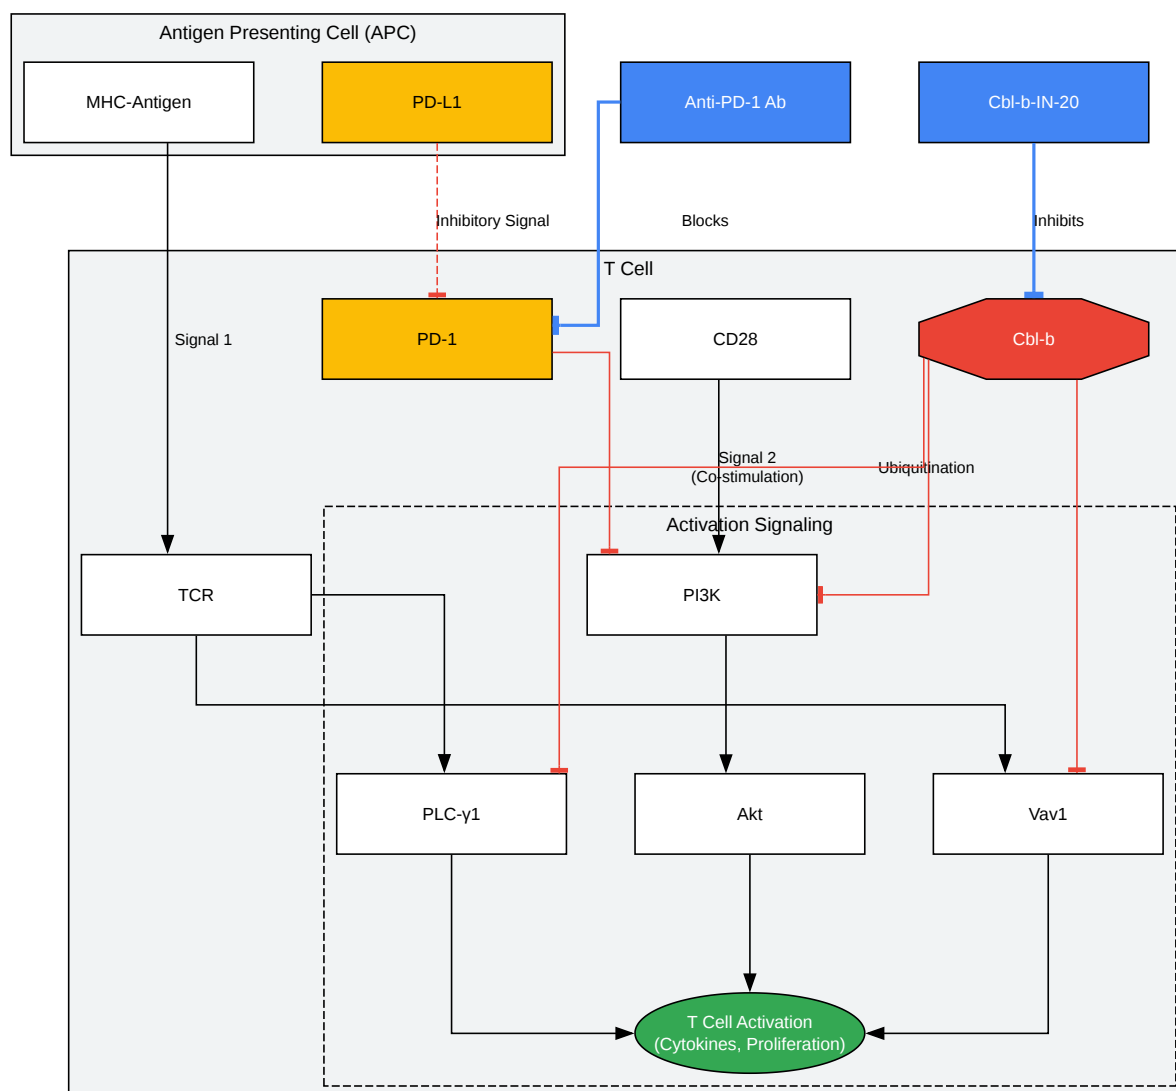 Antigen Presenting Cell (APC)
MHC-Antigen
PD-L1
Anti-PD-1 Ab
Cbl-b-IN-20
Inhibitory Signal
Blocks
Inhibits
T Cell
Signal 1
PD-1
CD28
Cbl-b
Signal 2
(Co-stimulation)
Ubiquitination
Activation Signaling
TCR
PI3K
PLC-γ1
Akt
Vav1
T Cell Activation
(Cytokines, Proliferation)